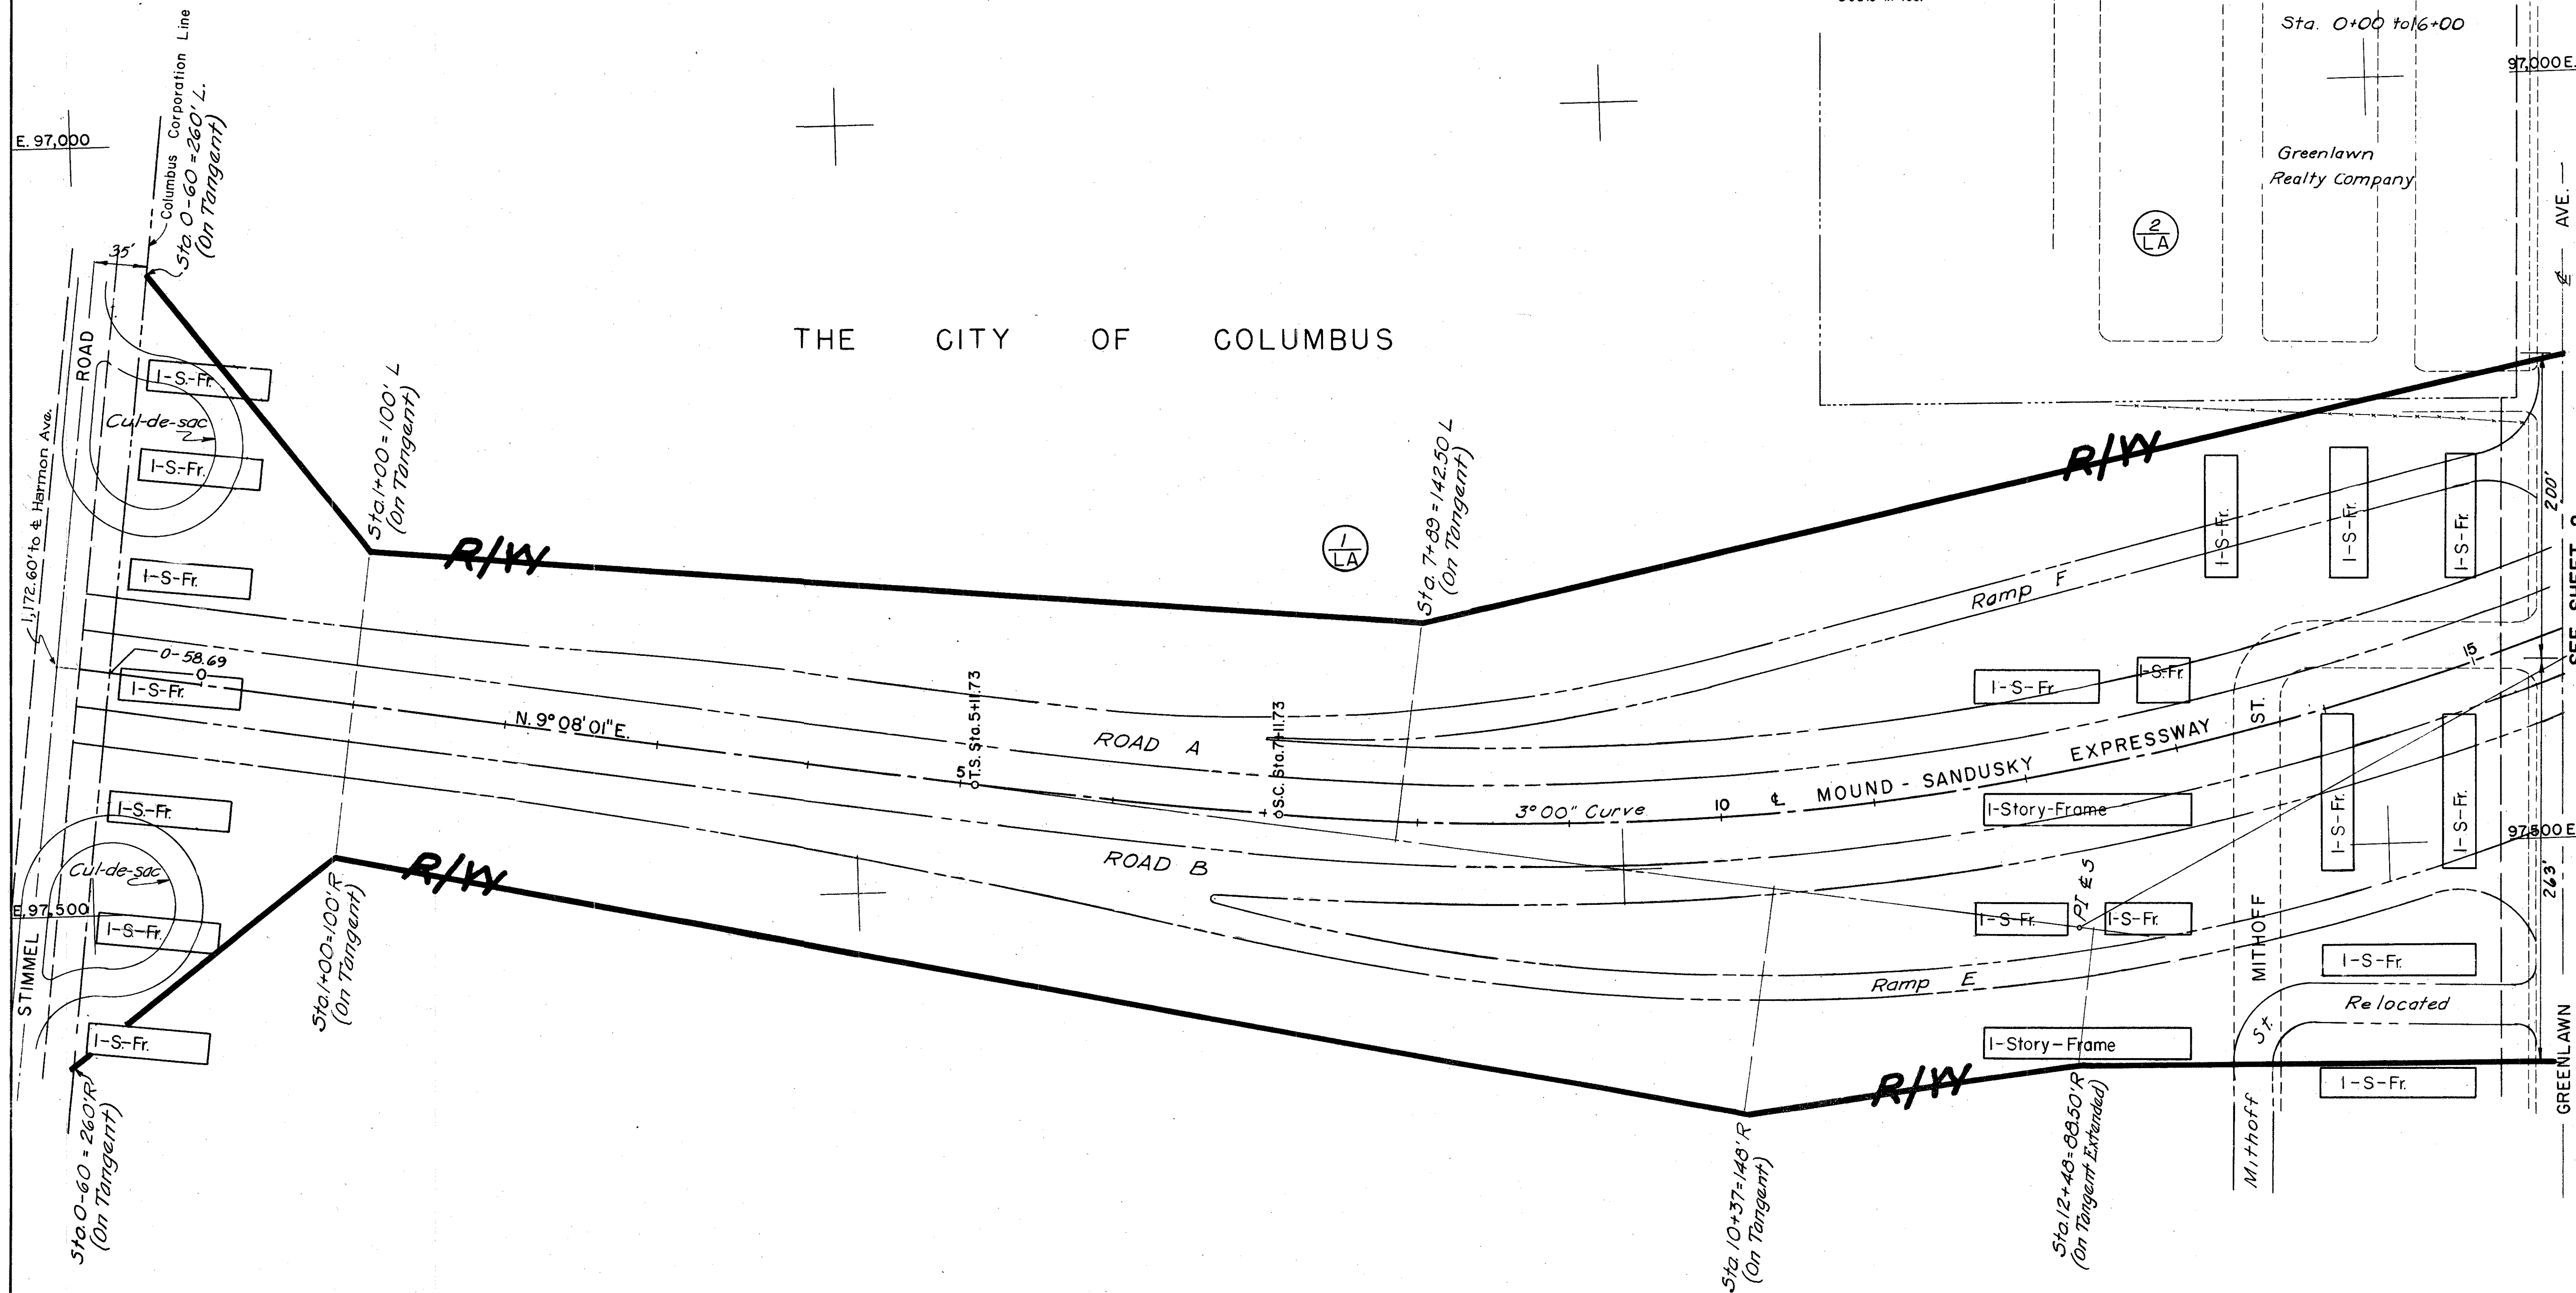 Sta. 0+00 to 16+00
97,000 E.
E. 97,000
Columbus Corporation Line
Sta. 0-60 = 260' L.
(On Tangent)
35'
Greenlawn
Realty Company
2
LA
℄ AVE.
THE CITY OF COLUMBUS
ROAD
1-S.-Fr.
Cul-de-sac
1-S.-Fr.
1,172.60' to ℄ Harmon Ave.
Sta. 1+00 = 100' L
(On Tangent)
R/W
1
LA
Sta. 7+89 = 142.50 L
(On Tangent)
R/W
1-S-Fr.
1-S-Fr.
1-S-Fr.
200'
SEE SHEET 2
1-S-Fr.
Ramp F
0-58.69
0
1-S-Fr.
N. 9° 08' 01" E.
5
T.S. Sta. 5+11.73
ROAD A
S.C. Sta. 7+11.73
3°00" Curve
10
℄ MOUND - SANDUSKY EXPRESSWAY
15
1-S-Fr.
1-S-Fr.
1-Story-Frame
MITHOFF ST.
1-S-Fr.
1-S-Fr.
97,500 E
263'
1-S-Fr.
Cul-de-sac
E. 97,500
1-S-Fr.
STIMMEL
1-S-Fr.
R/W
ROAD B
Sta. 1+00=100' R.
(On Tangent)
1-S-Fr.
PI ℄ 5
1-S-Fr.
Ramp E
1-S-Fr.
Relocated
St.
1-Story-Frame
R/W
1-S-Fr.
GREENLAWN
Mithoff
Sta. 0-60 = 260' R
(On Tangent)
Sta. 10+37=148' R
(On Tangent)
Sta. 12+48=88.50' R
(On Tangent Extended)